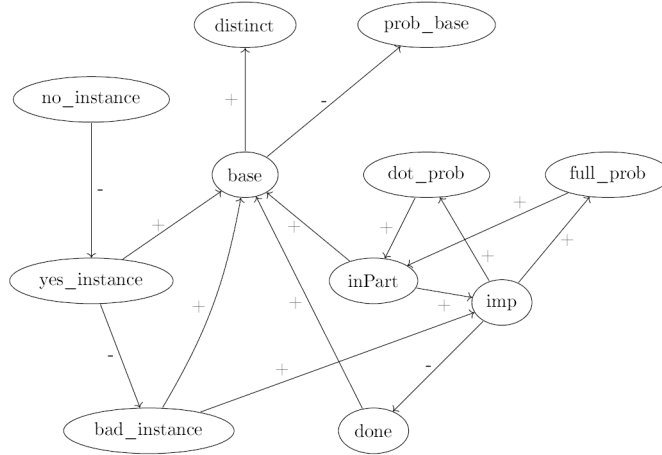 distinct
prob_base
+
-
no_instance
-
base
dot_prob
full_prob
+
+
+
+
+
+
yes_instance
inPart
imp
+
+
+
-
-
+
bad_instance
done